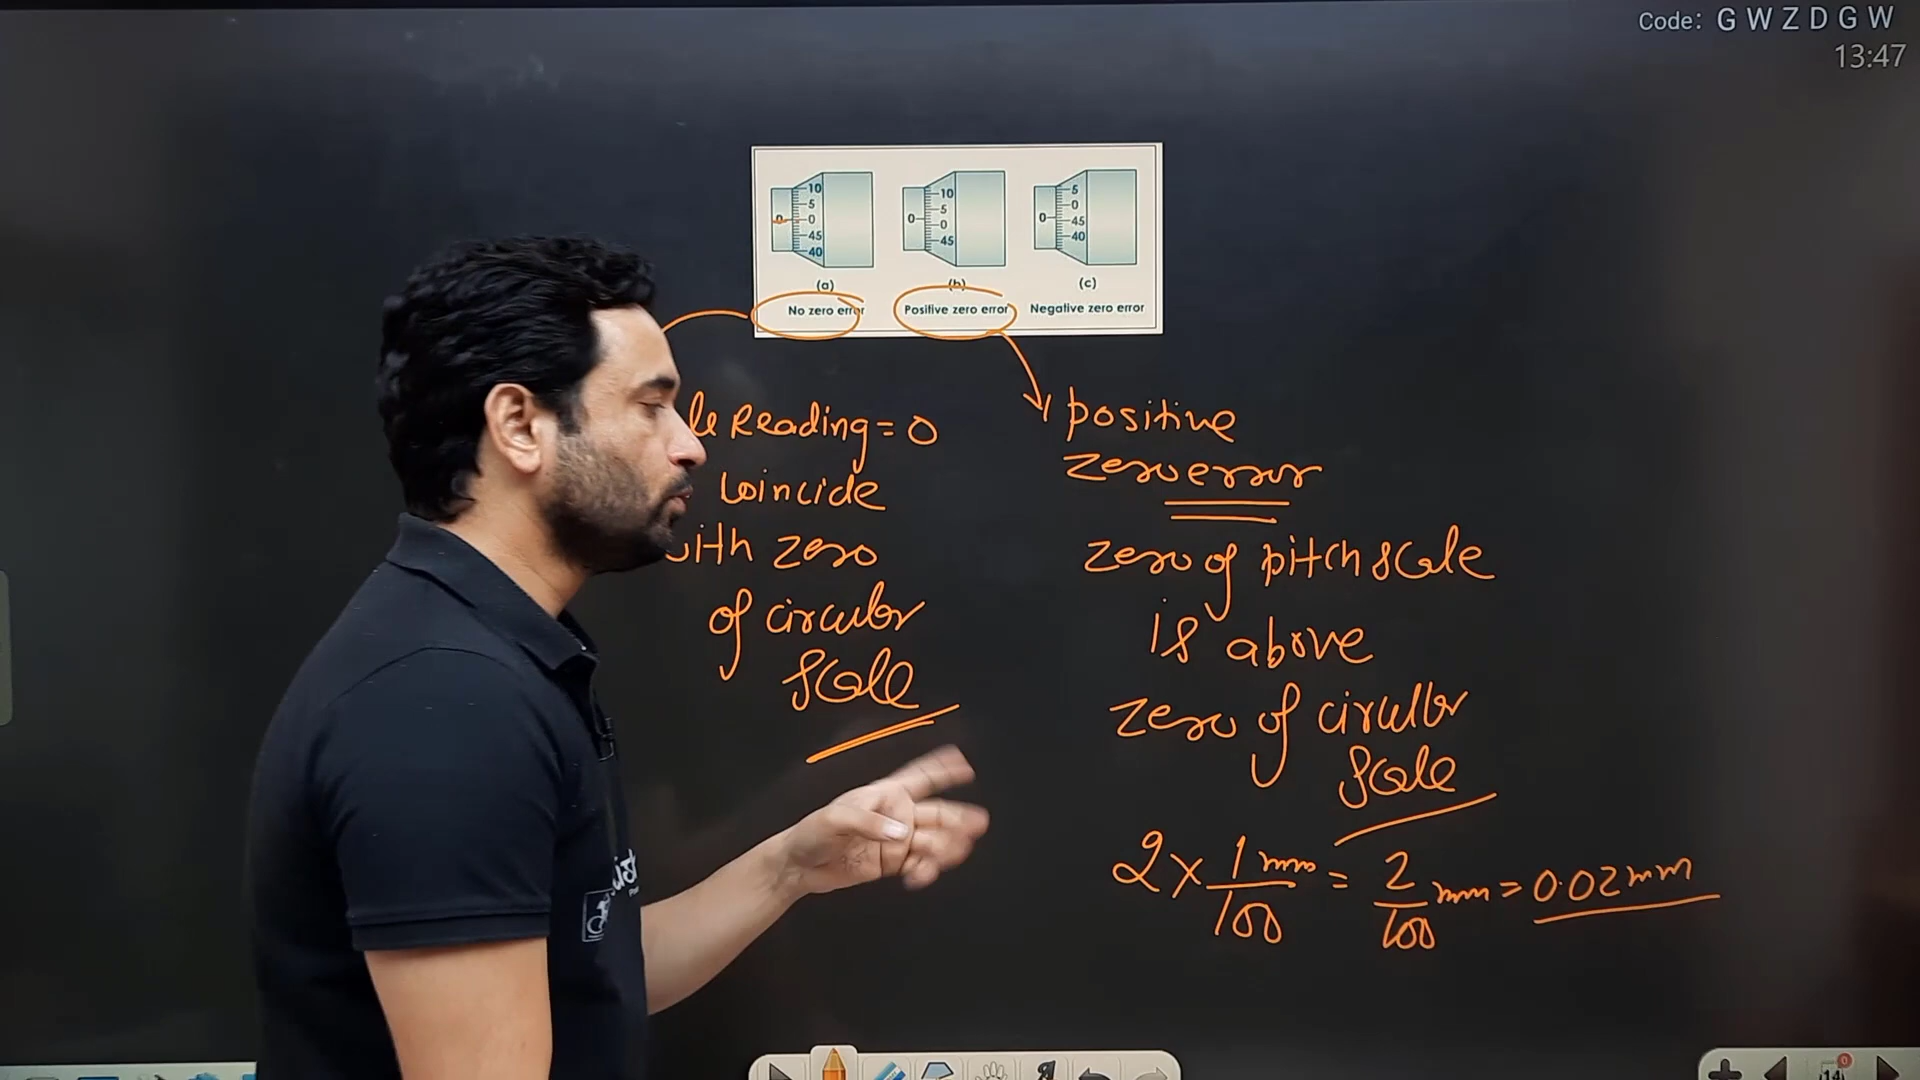 Code: G W Z D G W
13:47
10 5 0 45 40
0
10 5 0 45
0
5 0 45 40
0
(a) (b) (c)
No zero error Positive zero error Negative zero error
Reading = 0
coincide
with zero
of circular
scale
positive
zero error
zero of pitch scale
is above
zero of circular
scale
2 × 1 mm/100 = 2/100 mm = 0.02 mm